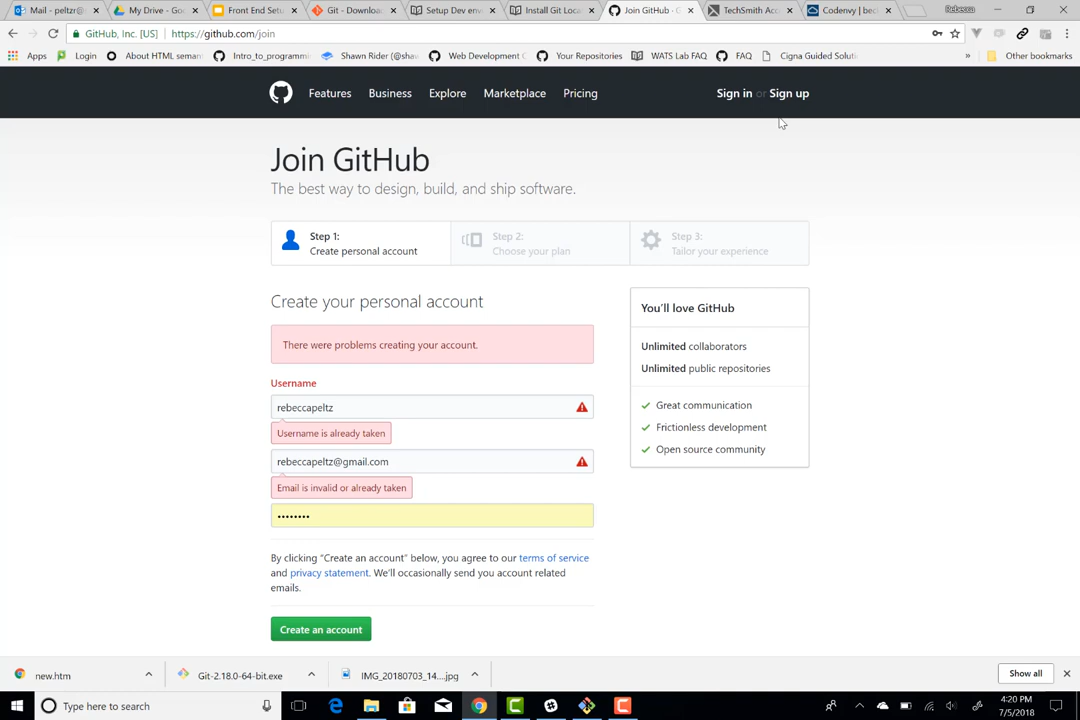 Mail - peltzr@
My Drive - Goo
Front End Setu
Git - Downloa
Setup Dev env
Install Git Loca
Join GitHub · G
TechSmith Acc
Codenvy | bec
Rebecca
GitHub, Inc. [US] https://github.com/join
Apps Login About HTML seman Intro_to_programmi Shawn Rider (@shaw Web Development C Your Repositories WATS Lab FAQ FAQ Cigna Guided Soluti » Other bookmarks
Features Business Explore Marketplace Pricing Sign in or Sign up
Join GitHub
The best way to design, build, and ship software.
Step 1:
Create personal account
Step 2:
Choose your plan
Step 3:
Tailor your experience
Create your personal account
There were problems creating your account.
Username
rebeccapeltz
Username is already taken
rebeccapeltz@gmail.com
Email is invalid or already taken
••••••••
By clicking "Create an account" below, you agree to our terms of service
and privacy statement. We'll occasionally send you account related
emails.
Create an account
You'll love GitHub
Unlimited collaborators
Unlimited public repositories
Great communication
Frictionless development
Open source community
new.htm
Git-2.18.0-64-bit.exe
IMG_20180703_14....jpg
Show all
Type here to search
4:20 PM
7/5/2018